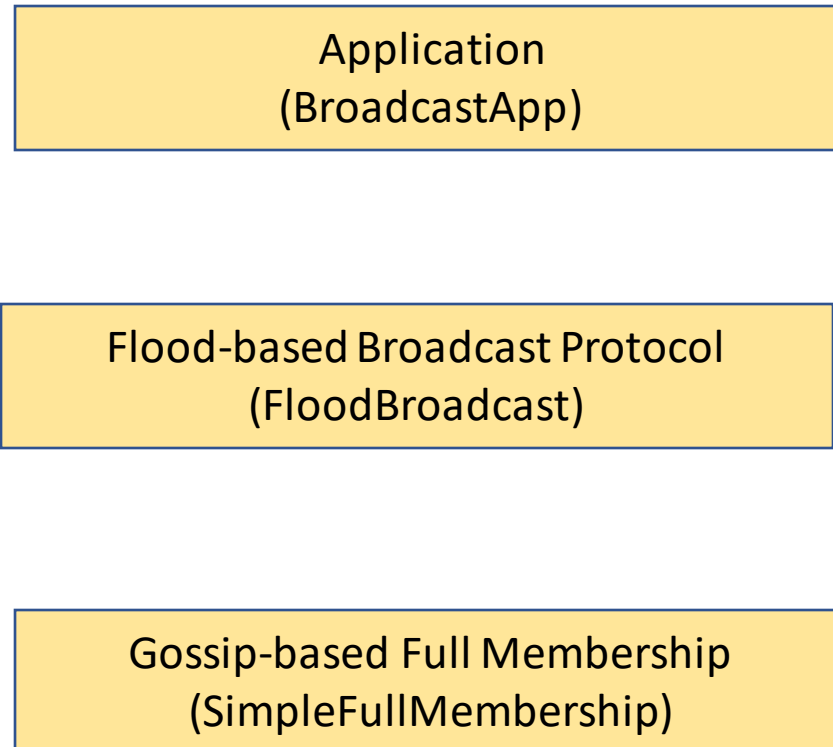 Application
(BroadcastApp)
Flood-based Broadcast Protocol
(FloodBroadcast)
Gossip-based Full Membership
(SimpleFullMembership)